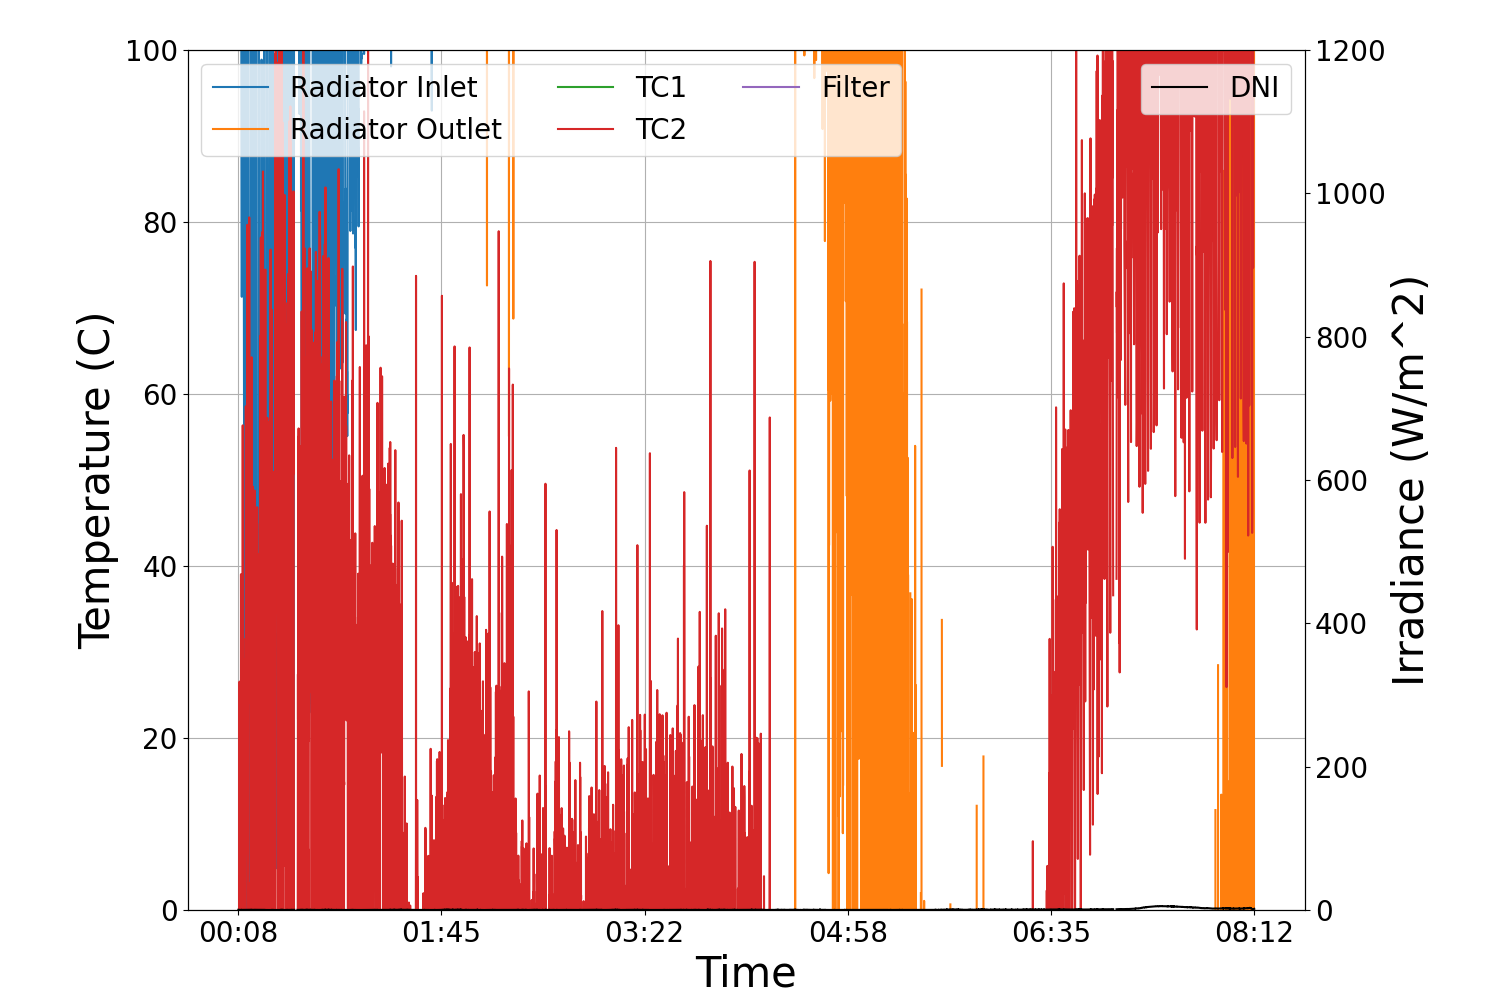 100 1200
Radiator Inlet TC1 Filter DNI
Radiator Outlet TC2
80 1000
60 800
40 600
20 400
0 200
0
Temperature (C)
Irradiance (W/m^2)
00:08 01:45 03:22 04:58 06:35 08:12
Time